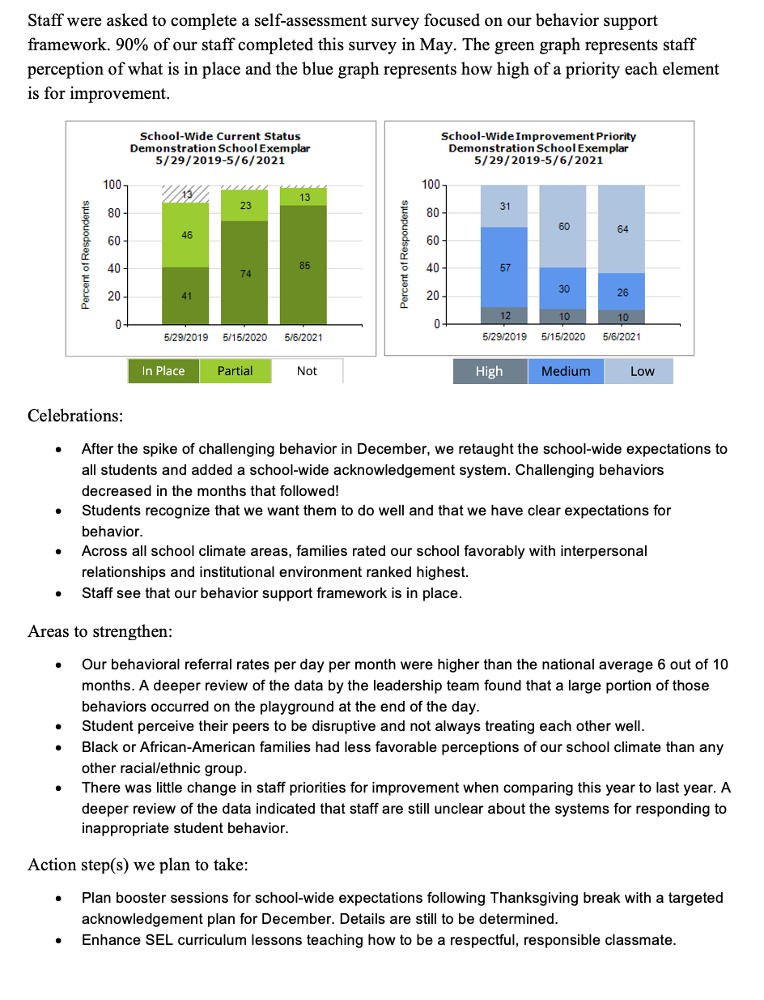 Staff were asked to complete a self-assessment survey focused on our behavior support
framework. 90% of our staff completed this survey in May. The green graph represents staff
perception of what is in place and the blue graph represents how high of a priority each element
is for improvement.
School-Wide Current Status
Demonstration School Exemplar
5/29/2019-5/6/2021
Percent of Respondents
100
80
60
40
20
0
13
46
41
23
74
13
85
5/29/2019 5/15/2020 5/6/2021
In Place Partial Not
School-Wide Improvement Priority
Demonstration School Exemplar
5/29/2019-5/6/2021
Percent of Respondents
100
80
60
40
20
0
31
57
12
60
30
10
64
26
10
5/29/2019 5/15/2020 5/6/2021
High Medium Low
Celebrations:
• After the spike of challenging behavior in December, we retaught the school-wide expectations to
all students and added a school-wide acknowledgement system. Challenging behaviors
decreased in the months that followed!
• Students recognize that we want them to do well and that we have clear expectations for
behavior.
• Across all school climate areas, families rated our school favorably with interpersonal
relationships and institutional environment ranked highest.
• Staff see that our behavior support framework is in place.
Areas to strengthen:
• Our behavioral referral rates per day per month were higher than the national average 6 out of 10
months. A deeper review of the data by the leadership team found that a large portion of those
behaviors occurred on the playground at the end of the day.
• Student perceive their peers to be disruptive and not always treating each other well.
• Black or African-American families had less favorable perceptions of our school climate than any
other racial/ethnic group.
• There was little change in staff priorities for improvement when comparing this year to last year. A
deeper review of the data indicated that staff are still unclear about the systems for responding to
inappropriate student behavior.
Action step(s) we plan to take:
• Plan booster sessions for school-wide expectations following Thanksgiving break with a targeted
acknowledgement plan for December. Details are still to be determined.
• Enhance SEL curriculum lessons teaching how to be a respectful, responsible classmate.